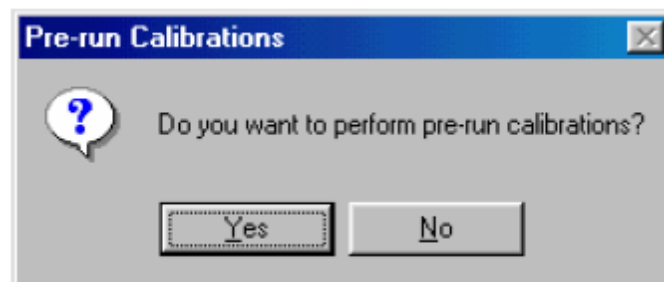 Pre-run Calibrations
Do you want to perform pre-run calibrations?
Yes No